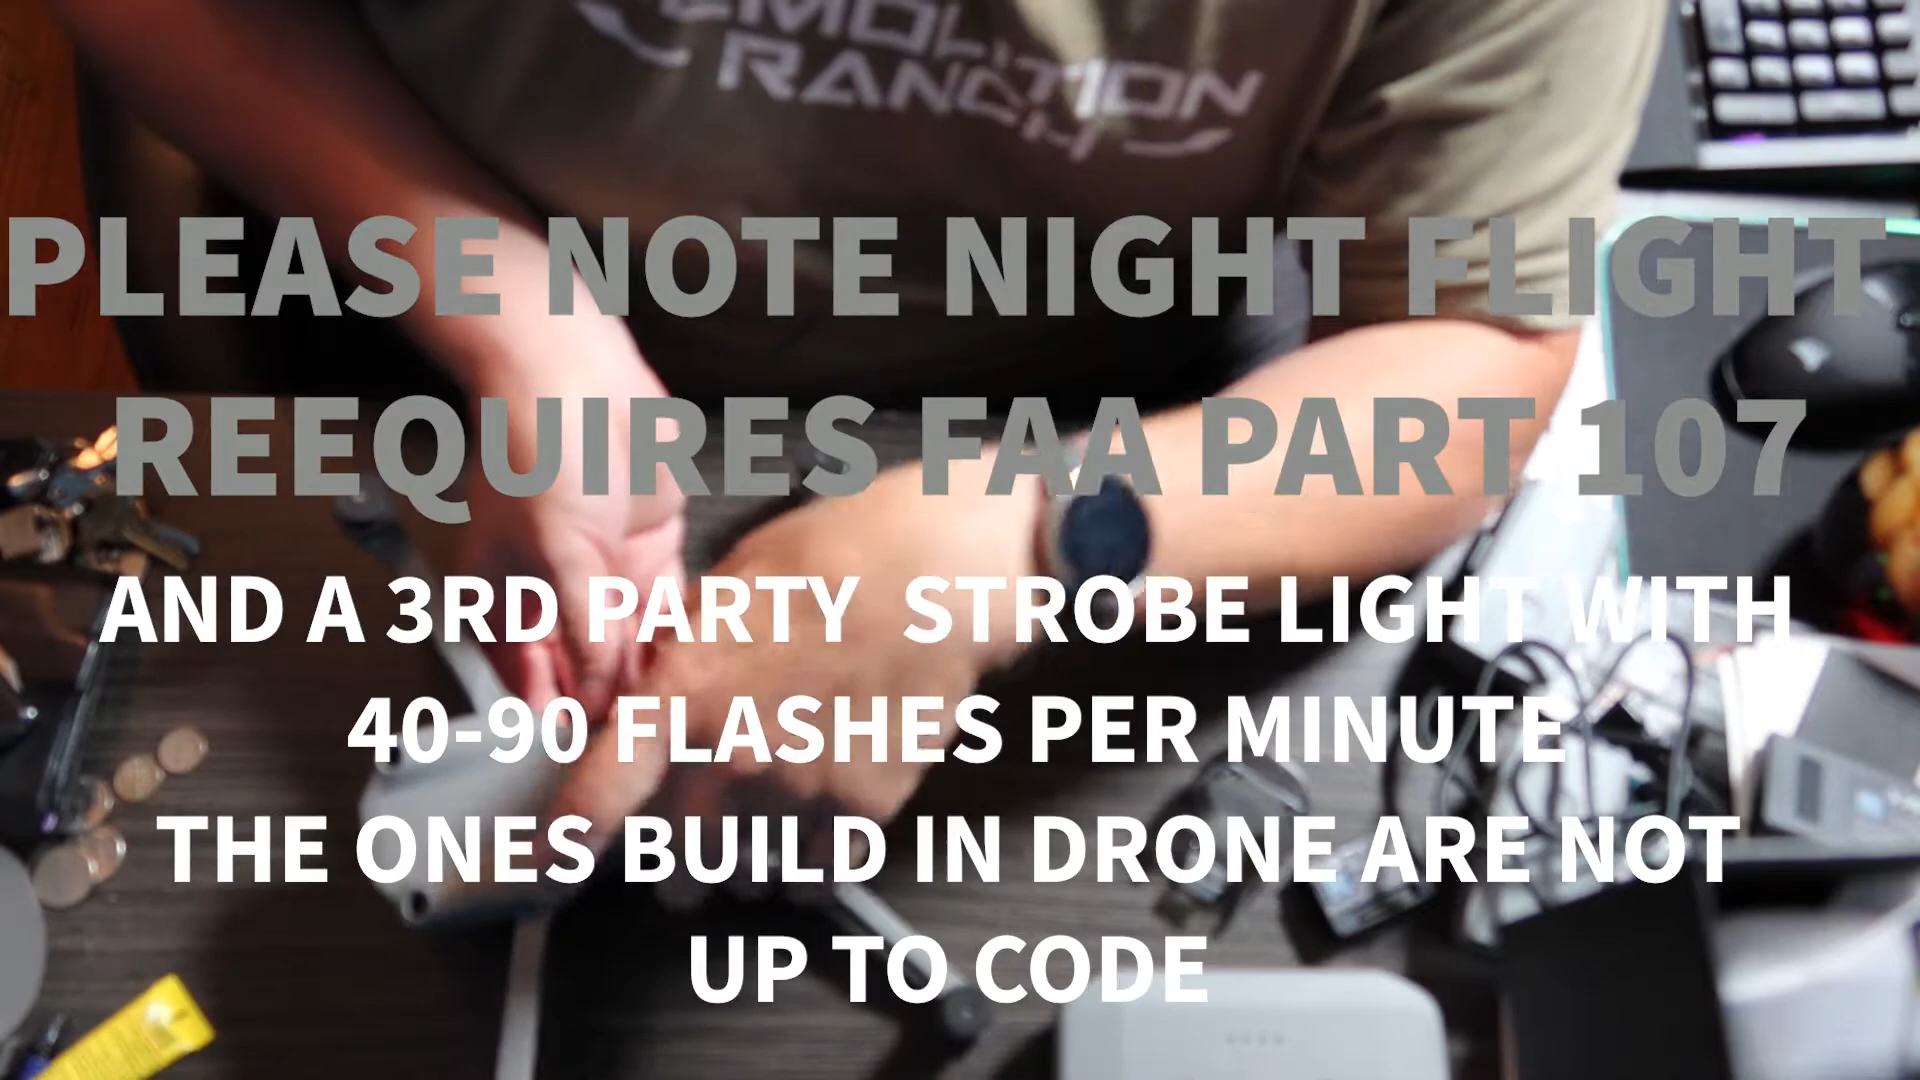 EMOLITION
RANCH
PLEASE NOTE NIGHT FLIGHT
REEQUIRES FAA PART 107
AND A 3RD PARTY STROBE LIGHT WITH
40-90 FLASHES PER MINUTE
THE ONES BUILD IN DRONE ARE NOT
UP TO CODE